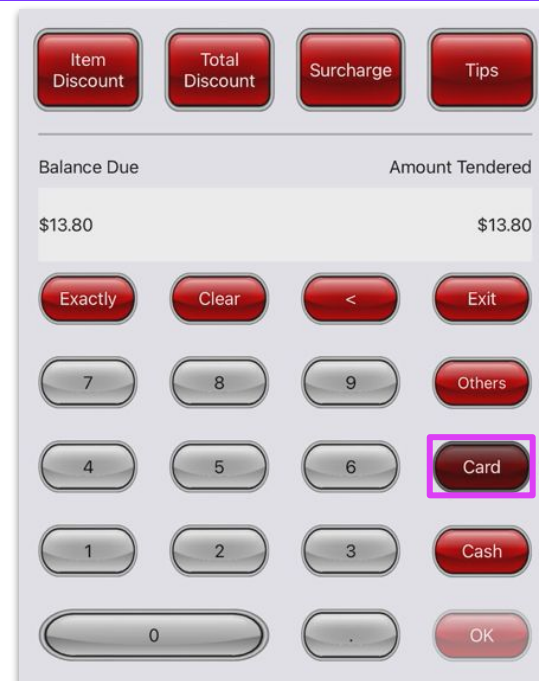 Item Discount
Total Discount
Surcharge
Tips
Balance Due
Amount Tendered
$13.80
$13.80
Exactly
Clear
<
Exit
7
8
9
Others
4
5
6
Card
1
2
3
Cash
0
.
OK